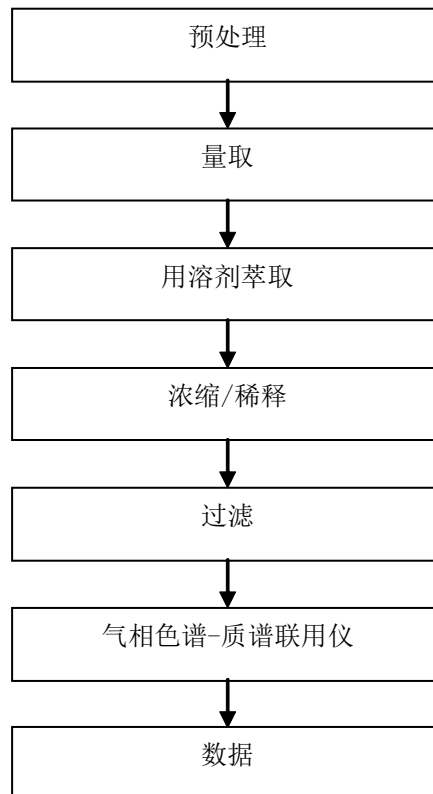 预处理
量取
用溶剂萃取
浓缩/稀释
过滤
气相色谱-质谱联用仪
数据